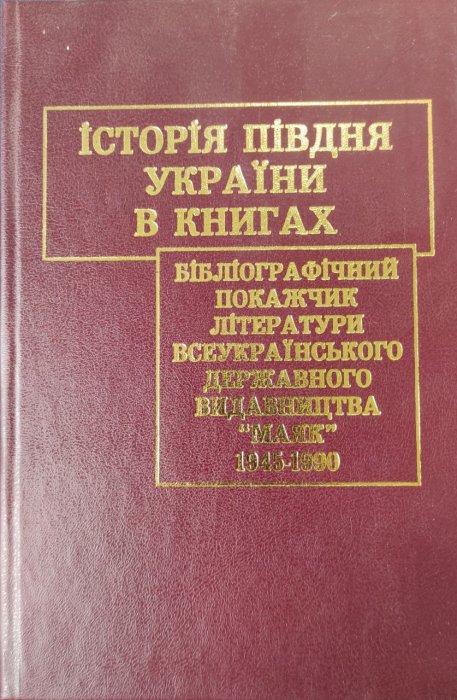 ІСТОРІЯ ПІВДНЯ
УКРАЇНИ
В КНИГАХ
БІБЛІОГРАФІЧНИЙ
ПОКАЖЧИК
ЛІТЕРАТУРИ
ВСЕУКРАЇНСЬКОГО
ДЕРЖАВНОГО
ВИДАВНИЦТВА
“МАЯК”
1945-1990